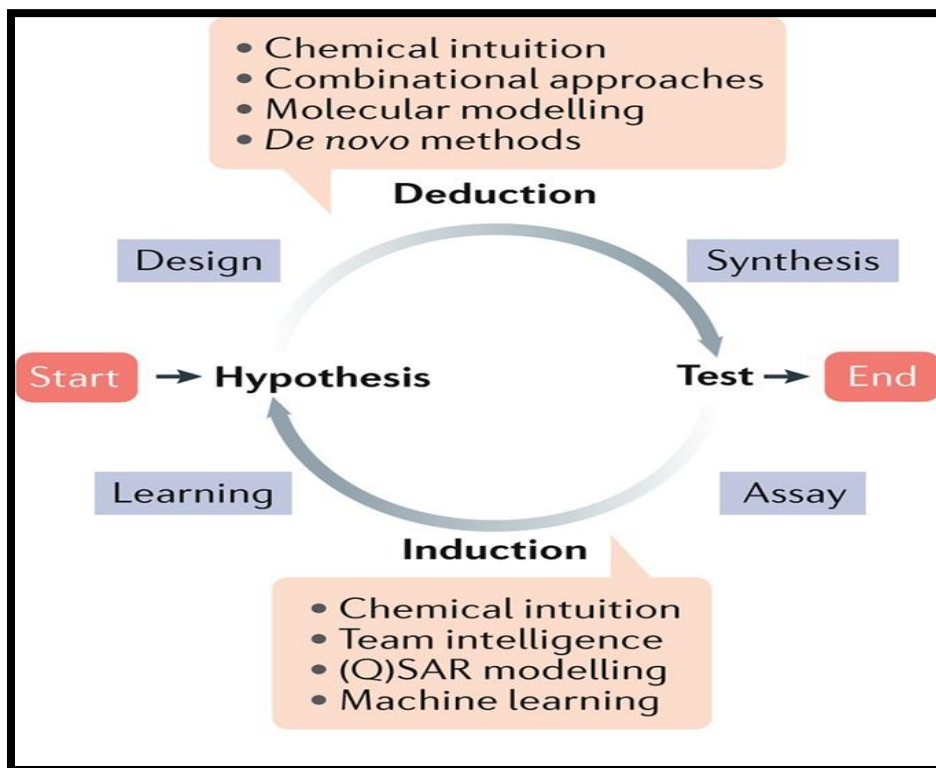 • Chemical intuition
• Combinational approaches
• Molecular modelling
• De novo methods
Deduction
Design
Synthesis
Start
Hypothesis
Test
End
Learning
Assay
Induction
• Chemical intuition
• Team intelligence
• (Q)SAR modelling
• Machine learning